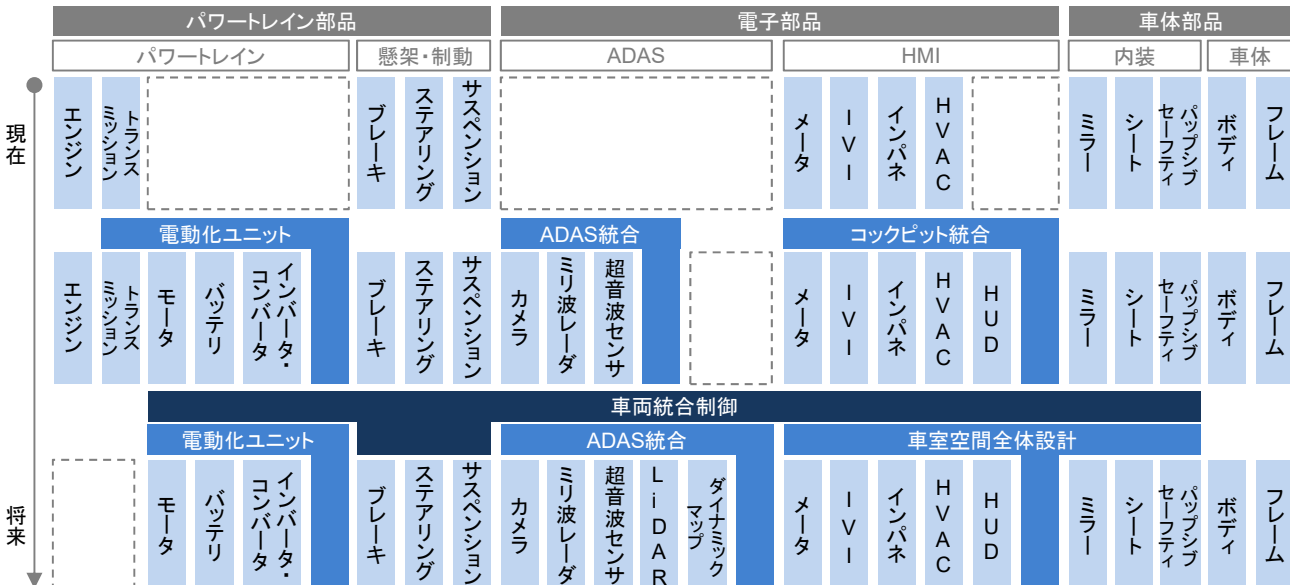 パワートレイン部品
電子部品
車体部品
パワートレイン
懸架・制動
ADAS
HMI
内装
車体
現在
エンジン
トランス
ミッション
ブレーキ
ステアリング
サスペンション
メータ
IVI
インパネ
HVAC
ミラー
シート
パップシブ
セーフティ
ボディ
フレーム
電動化ユニット
ADAS統合
コックピット統合
エンジン
トランス
ミッション
モータ
バッテリ
インバータ・
コンバータ
ブレーキ
ステアリング
サスペンション
カメラ
ミリ波レーダ
超音波センサ
メータ
IVI
インパネ
HVAC
HUD
ミラー
シート
パップシブ
セーフティ
ボディ
フレーム
車両統合制御
電動化ユニット
ADAS統合
車室空間全体設計
将来
モータ
バッテリ
インバータ・
コンバータ
ブレーキ
ステアリング
サスペンション
カメラ
ミリ波レーダ
超音波センサ
LiDAR
ダイナミック
マップ
メータ
IVI
インパネ
HVAC
HUD
ミラー
シート
パップシブ
セーフティ
ボディ
フレーム